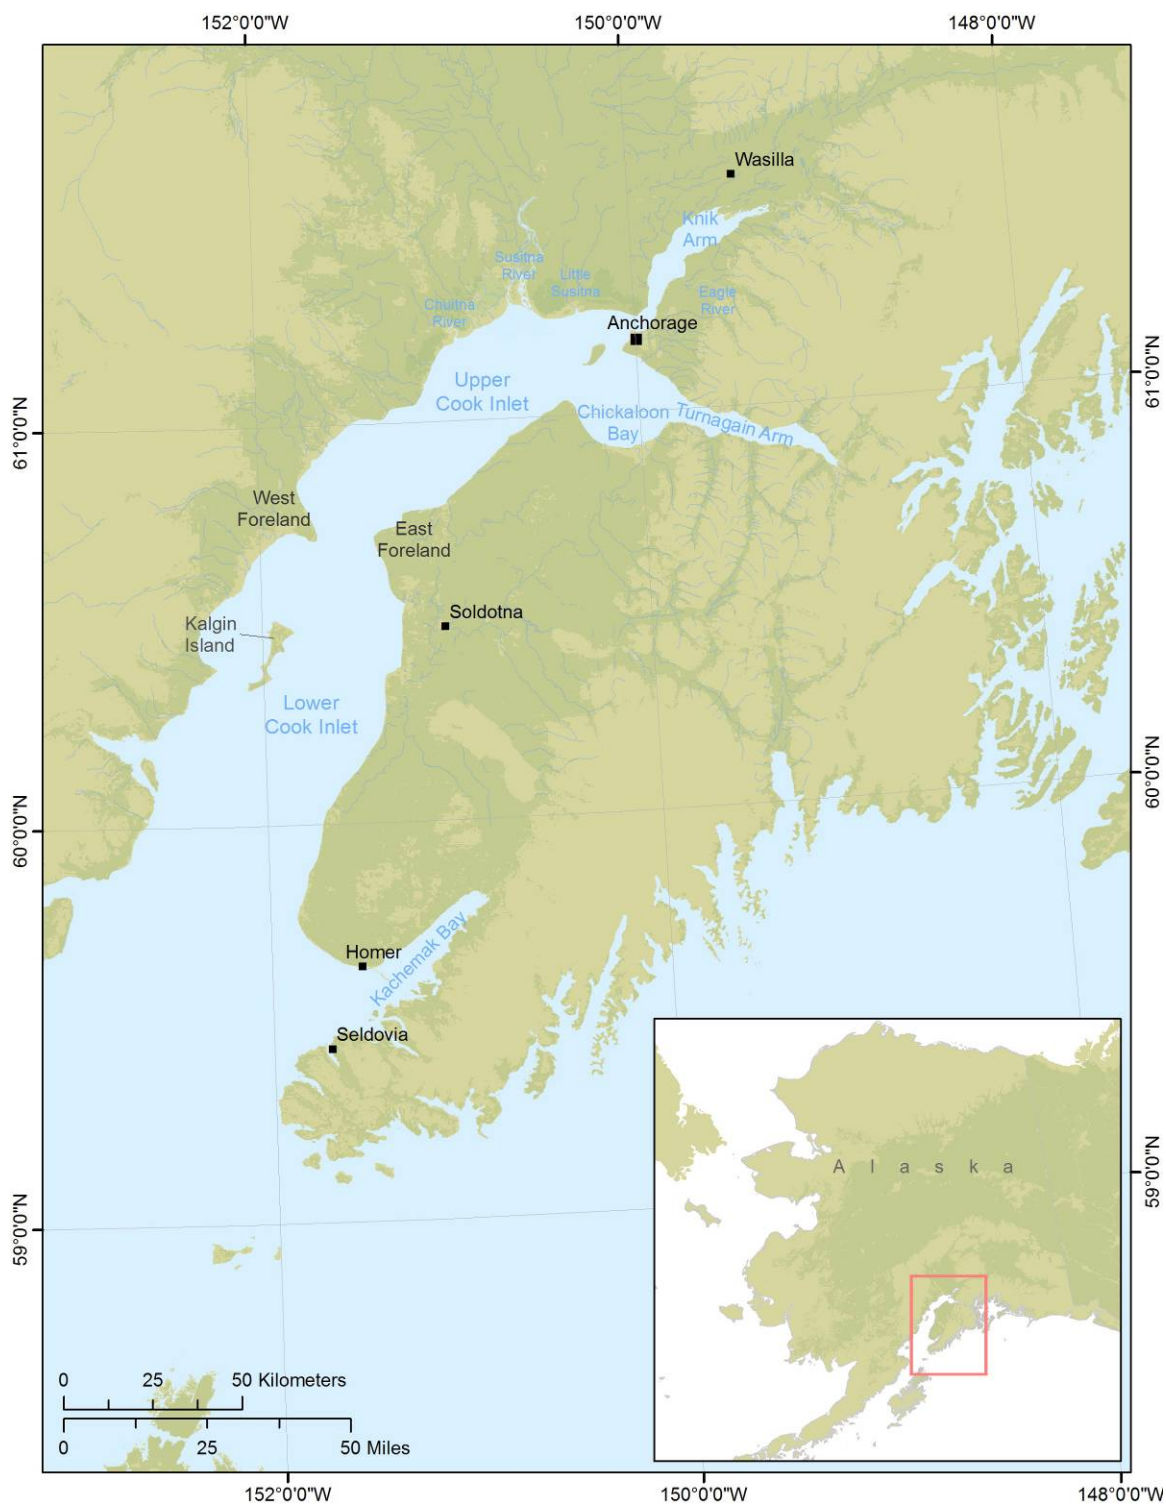 152°0'0"W
150°0'0"W
148°0'0"W
Wasilla
Knik
Arm
Susitna
River
Little
Susitna
Eagle
River
Chuitna
River
Anchorage
61°0'0"N
Upper
Cook Inlet
Chickaloon
Bay
Turnagain Arm
61°0'0"N
West
Foreland
East
Foreland
Soldotna
Kalgin
Island
Lower
Cook Inlet
60°0'0"N
60°0'0"N
Homer
Kachemak Bay
Seldovia
Alaska
59°0'0"N
59°0'0"N
0 25 50 Kilometers
0 25 50 Miles
152°0'0"W
150°0'0"W
148°0'0"W